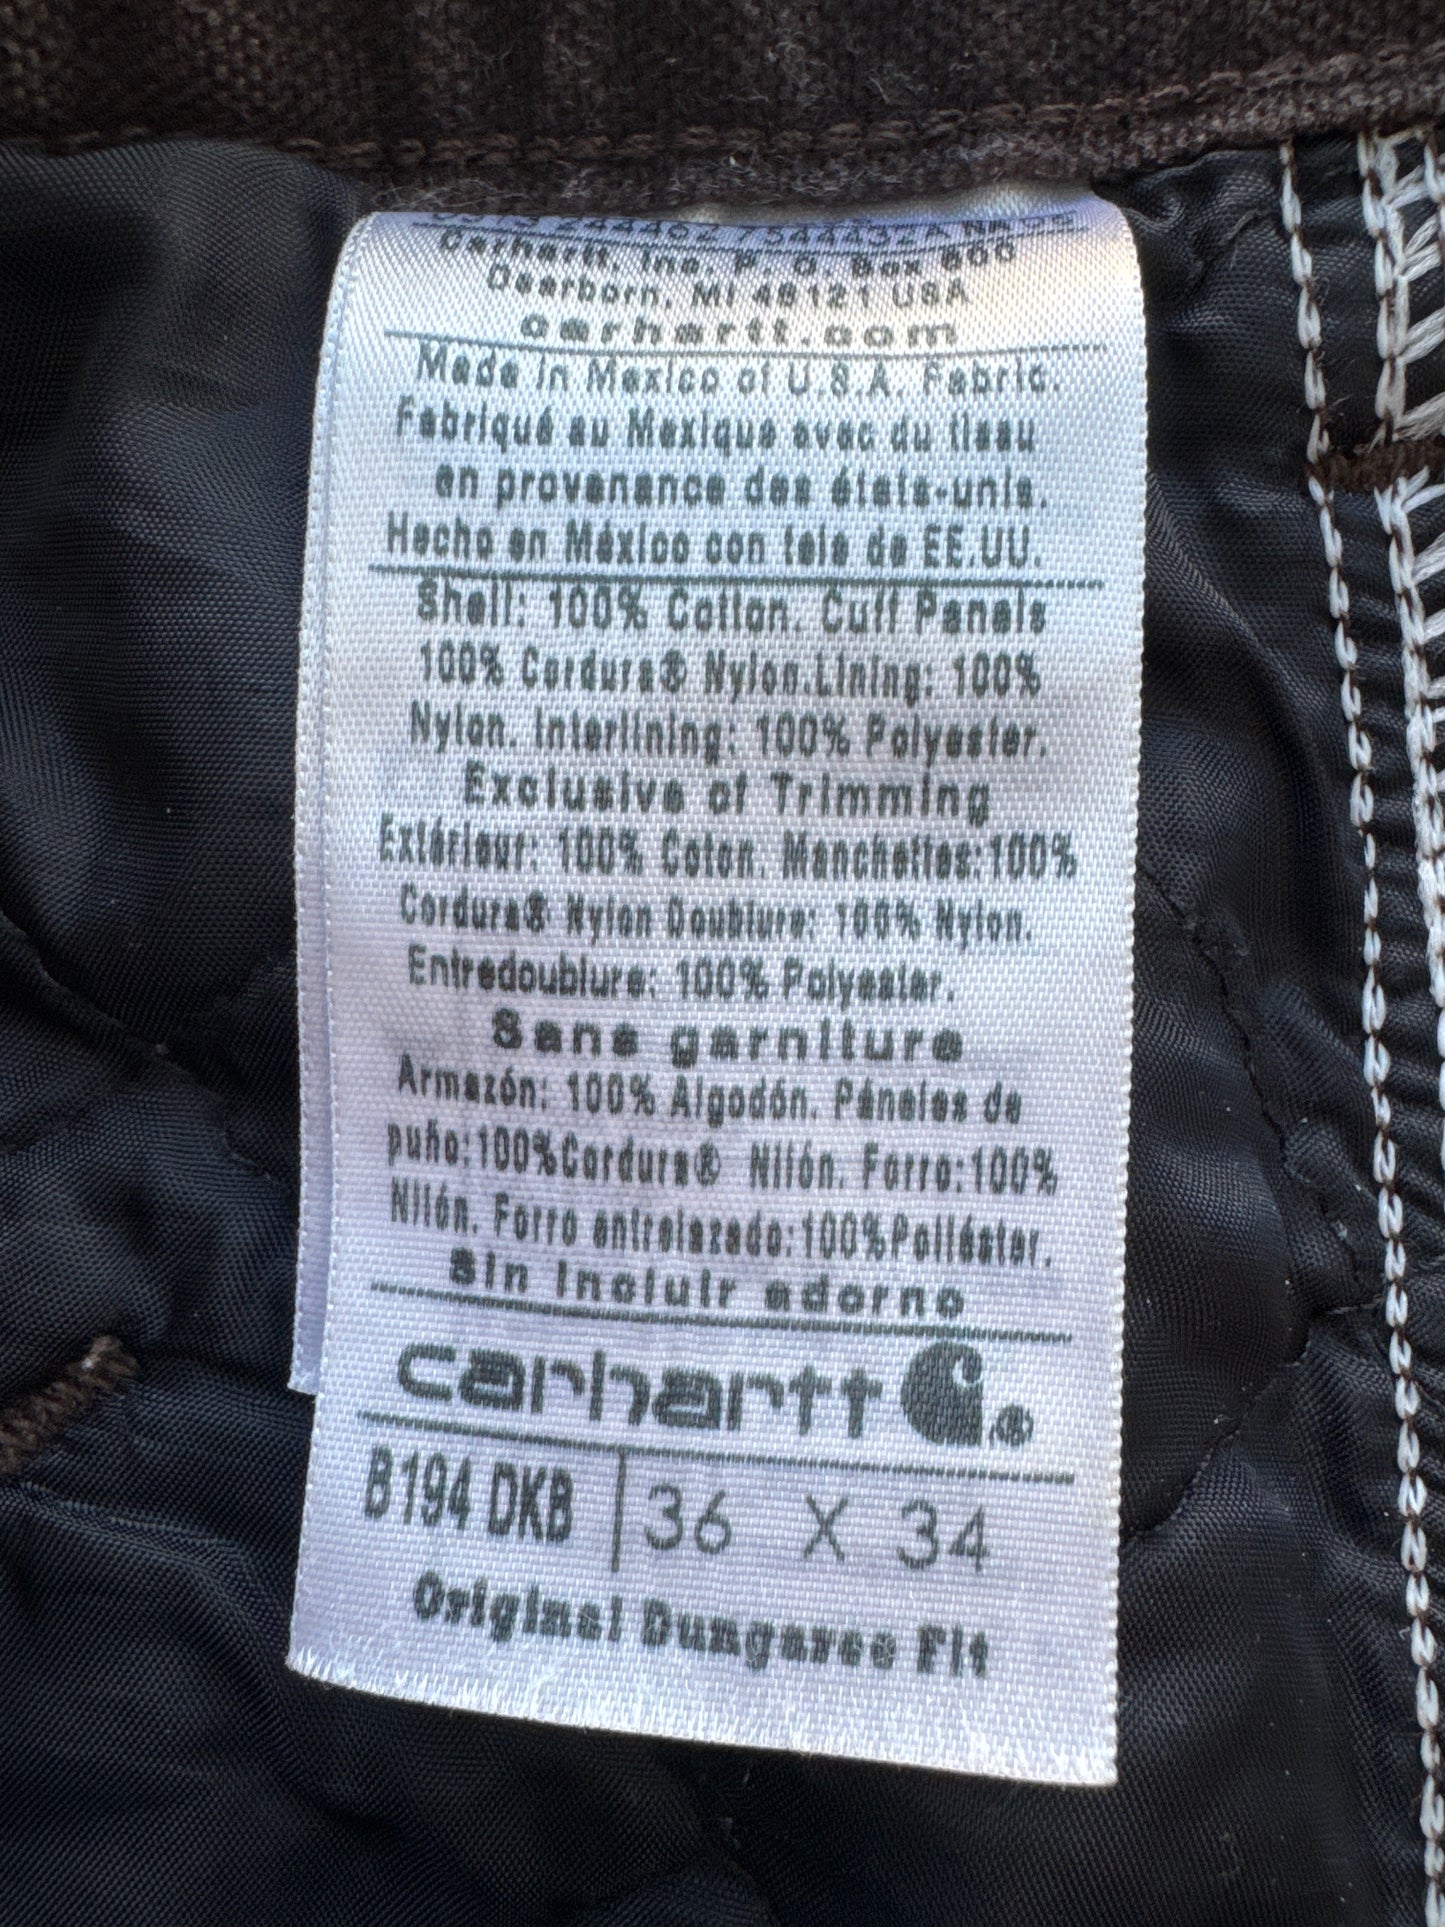 244462 7544432A NA 05
Carhartt, Inc. P. O. Box 600
Dearborn, MI 48121 USA
carhartt.com
Made in Mexico of U.S.A. Fabric.
Fabriqué au Mexique avec du tissu
en provenance des états-unis.
Hecho en México con tela de EE.UU.
Shell: 100% Cotton. Cuff Panels
100% Cordura® Nylon.Lining: 100%
Nylon. Interlining: 100% Polyester.
Exclusive of Trimming
Extérieur: 100% Coton. Manchettes:100%
Cordura® Nylon Doublure: 100% Nylon.
Entredoublure: 100% Polyester.
Sans garniture
Armazón: 100% Algodón. Páneles de
puño:100%Cordura® Nilón. Forro:100%
Nilón. Forro entrelazado:100%Poliéster.
Sin incluir adorno
carhartt ®
B194 DKB | 36 X 34
Original Dungaree Fit